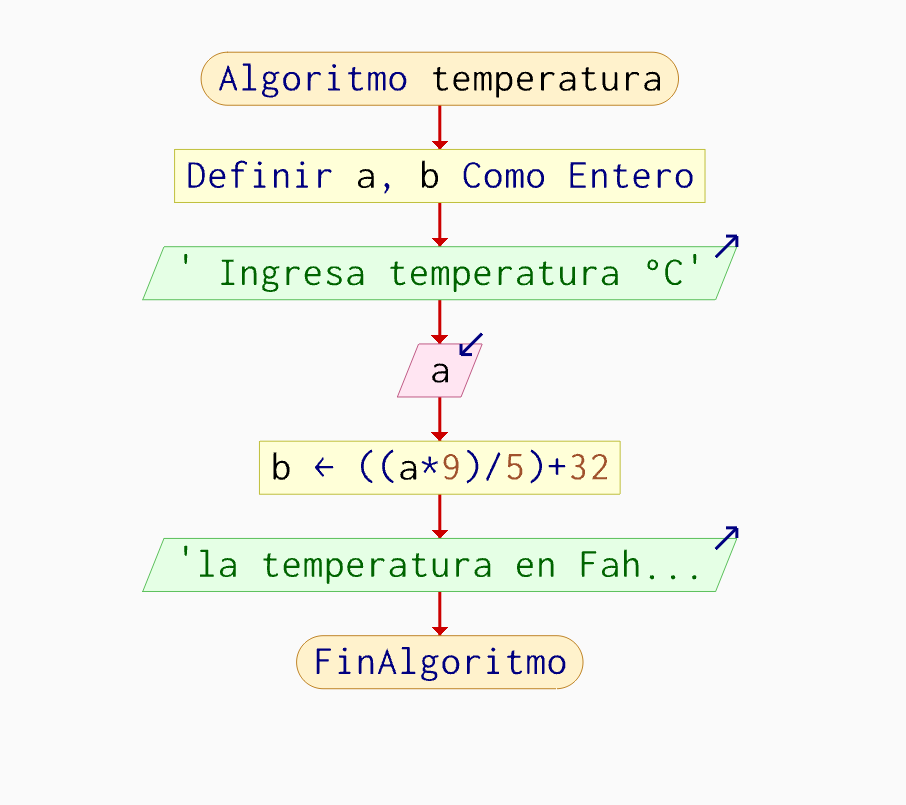 Algoritmo temperatura
Definir a, b Como Entero
' Ingresa temperatura °C'
a
b ← ((a*9)/5)+32
'la temperatura en Fah...
FinAlgoritmo